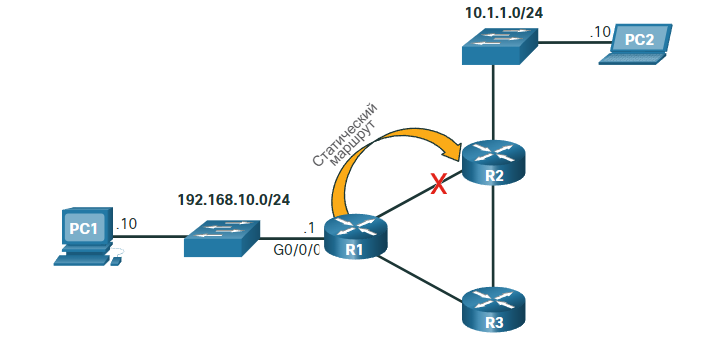 10.1.1.0/24
.10
PC2
Статический
маршрут
R2
X
192.168.10.0/24
PC1
.10
.1
G0/0/0
R1
R3